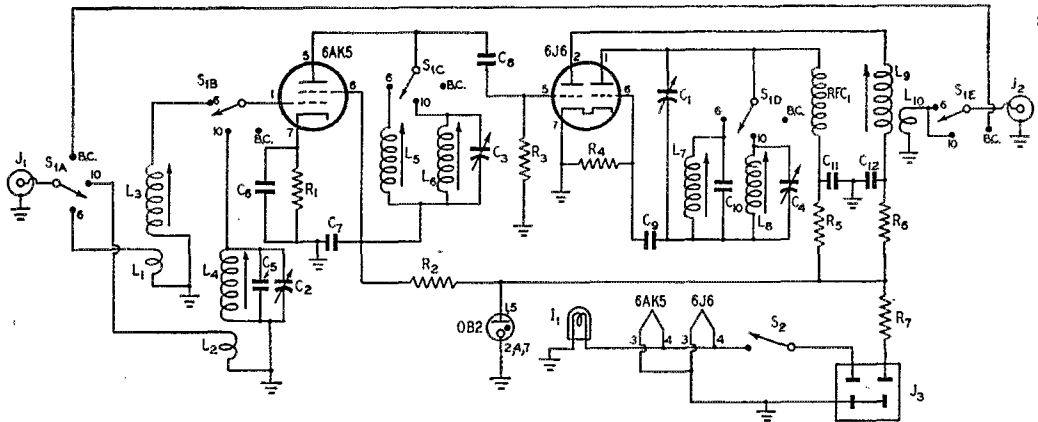 6AK5
6J6
J₁
S₁A
B.C.
10
6
L₃
L₁
L₂
S₁B
6
10
B.C.
1
5
6
7
L₄
C₅
C₂
C₆
R₁
C₇
S₁C
6
B.C.
10
L₅
L₆
C₃
C₈
R₃
5
2
1
6
7
R₄
C₉
C₁
L₇
C₁₀
S₁D
6
B.C.
10
L₈
C₄
RFC₁
C₁₁
C₁₂
R₅
R₆
L₉
L₁₀
S₁E
6
10
B.C.
J₂
R₂
OB2
1,5
2,4,7
I₁
6AK5
6J6
3
4
3
4
S₂
R₇
J₃